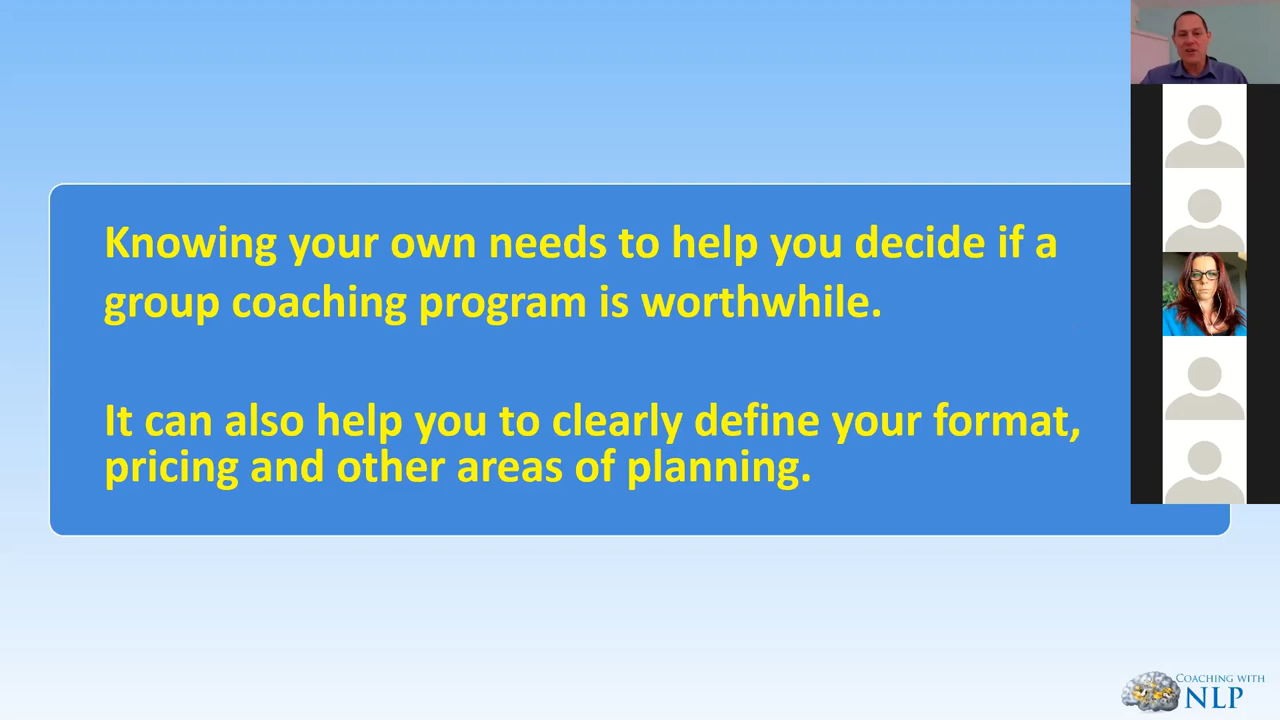 Knowing your own needs to help you decide if a
group coaching program is worthwhile.
It can also help you to clearly define your format,
pricing and other areas of planning.
COACHING WITH
NLP